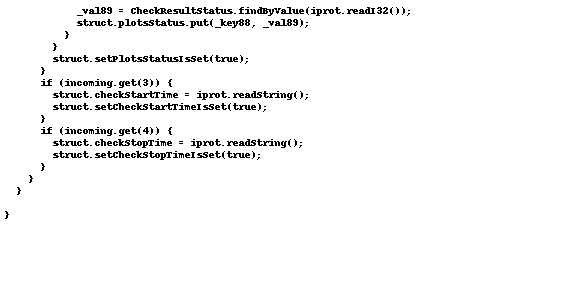 _val89 = CheckResultStatus.findByValue(iprot.readI32());
            struct.plotsStatus.put(_key88, _val89);
          }
        }
        struct.setPlotsStatusIsSet(true);
      }
      if (incoming.get(3)) {
        struct.checkStartTime = iprot.readString();
        struct.setCheckStartTimeIsSet(true);
      }
      if (incoming.get(4)) {
        struct.checkStopTime = iprot.readString();
        struct.setCheckStopTimeIsSet(true);
      }
    }
  }

}